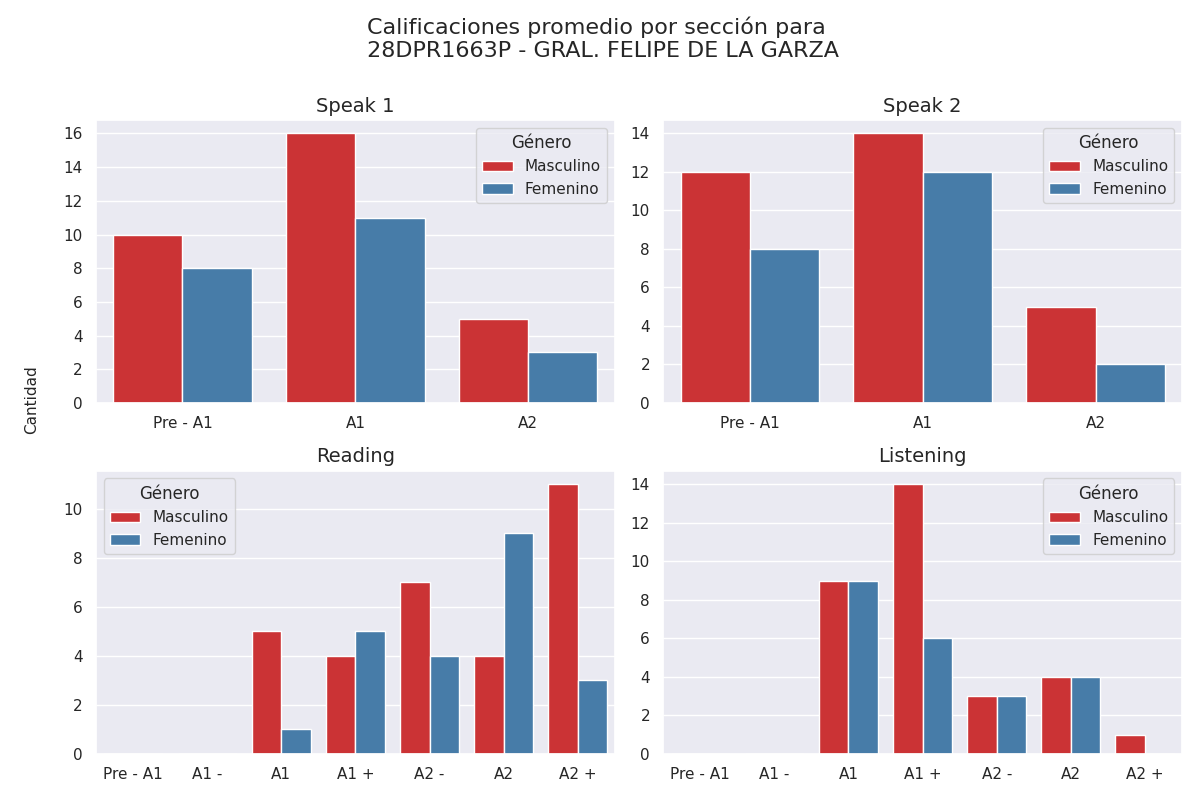 Calificaciones promedio por sección para
28DPR1663P - GRAL. FELIPE DE LA GARZA
Cantidad
Speak 1
16
14
12
10
8
6
4
2
0
Pre - A1 A1 A2
Género
Masculino
Femenino
Speak 2
14
12
10
8
6
4
2
0
Pre - A1 A1 A2
Género
Masculino
Femenino
Reading
10
8
6
4
2
0
Pre - A1 A1 - A1 A1 + A2 - A2 A2 +
Género
Masculino
Femenino
Listening
14
12
10
8
6
4
2
0
Pre - A1 A1 - A1 A1 + A2 - A2 A2 +
Género
Masculino
Femenino